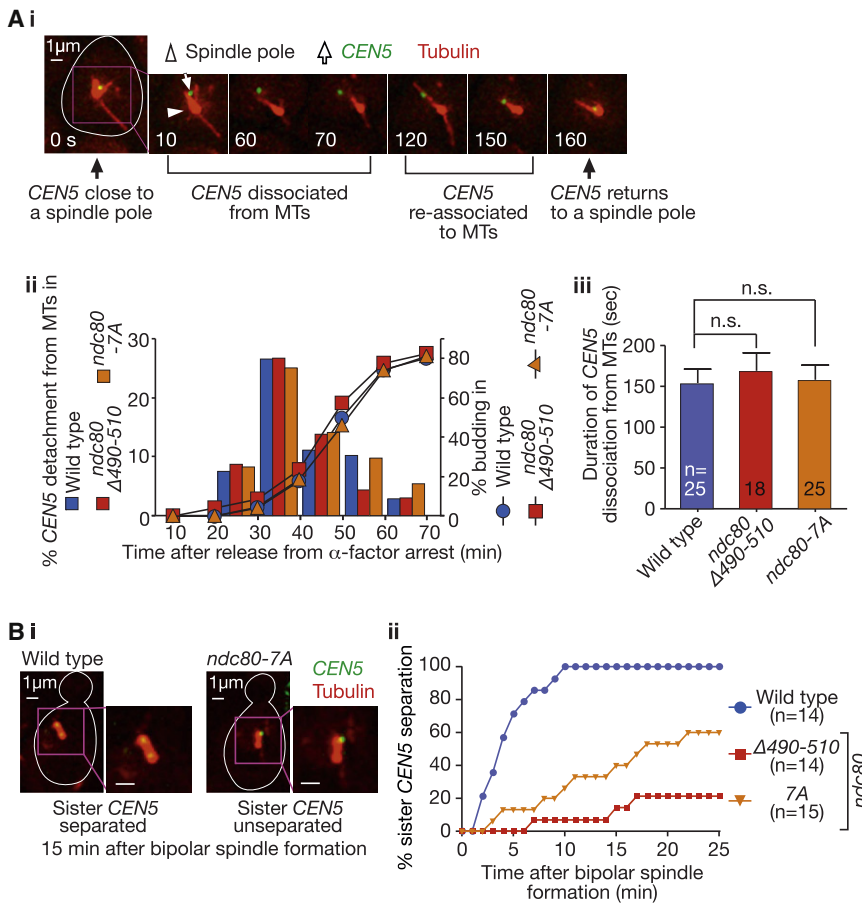 A i
1μm
Spindle pole
CEN5
Tubulin
0 s
10
60
70
120
150
160
CEN5 close to
a spindle pole
CEN5 dissociated
from MTs
CEN5
re-associated
to MTs
CEN5 returns
to a spindle pole
ii
% CEN5 detachment from MTs in
Wild type
ndc80
Δ490-510
ndc80
-7A
30
20
10
0
10
20
30
40
50
60
70
80
60
40
20
0
% budding in
Wild type
ndc80
Δ490-510
ndc80
-7A
Time after release from α-factor arrest (min)
iii
Duration of CEN5
dissociation from MTs (sec)
200
150
100
50
0
n.s.
n.s.
n=
25
18
25
Wild type
ndc80
Δ490-510
ndc80-7A
B i
Wild type
ndc80-7A
CEN5
Tubulin
1μm
1μm
Sister CEN5
separated
Sister CEN5
unseparated
15 min after bipolar spindle formation
ii
% sister CEN5 separation
100
80
60
40
20
0
0
5
10
15
20
25
Time after bipolar spindle
formation (min)
Wild type
(n=14)
Δ490-510
(n=14)
7A
(n=15)
ndc80